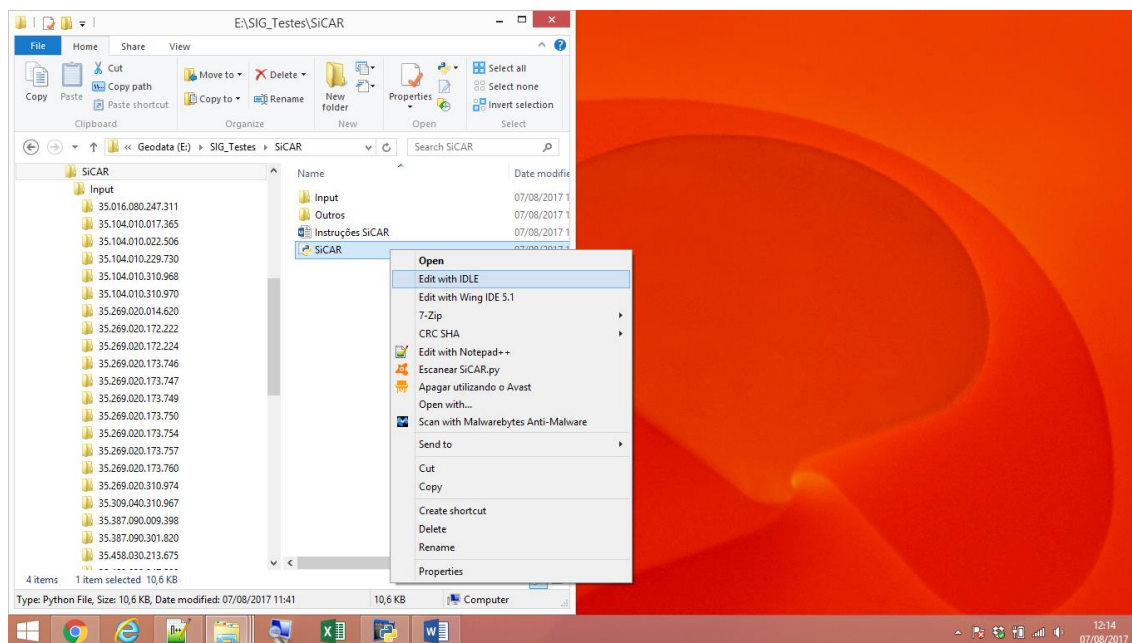 E:\SIG_Testes\SiCAR
File Home Share View
Copy
Paste
Cut
Copy path
Paste shortcut
Move to
Copy to
Delete
Rename
New folder
Properties
Select all
Select none
Invert selection
Clipboard Organize New Open Select
« Geodata (E:) SIG_Testes SiCAR
Search SiCAR
SiCAR
Input
35.016.080.247.311
35.104.010.017.365
35.104.010.022.506
35.104.010.229.730
35.104.010.310.968
35.104.010.310.970
35.269.020.014.620
35.269.020.172.222
35.269.020.172.224
35.269.020.173.746
35.269.020.173.747
35.269.020.173.749
35.269.020.173.750
35.269.020.173.754
35.269.020.173.757
35.269.020.173.760
35.269.020.310.974
35.309.040.310.967
35.387.090.009.398
35.387.090.301.820
35.458.030.213.675
Name Date modifie
Input 07/08/2017 1
Outros 07/08/2017 1
Instruções SiCAR 07/08/2017 1
SiCAR 07/08/2017 1
Open
Edit with IDLE
Edit with Wing IDE 5.1
7-Zip
CRC SHA
Edit with Notepad++
Escanear SiCAR.py
Apagar utilizando o Avast
Open with...
Scan with Malwarebytes Anti-Malware
Send to
Cut
Copy
Create shortcut
Delete
Rename
Properties
4 items 1 item selected 10,6 KB
Type: Python File, Size: 10,6 KB, Date modified: 07/08/2017 11:41 10,6 KB Computer
12:14
07/08/2017